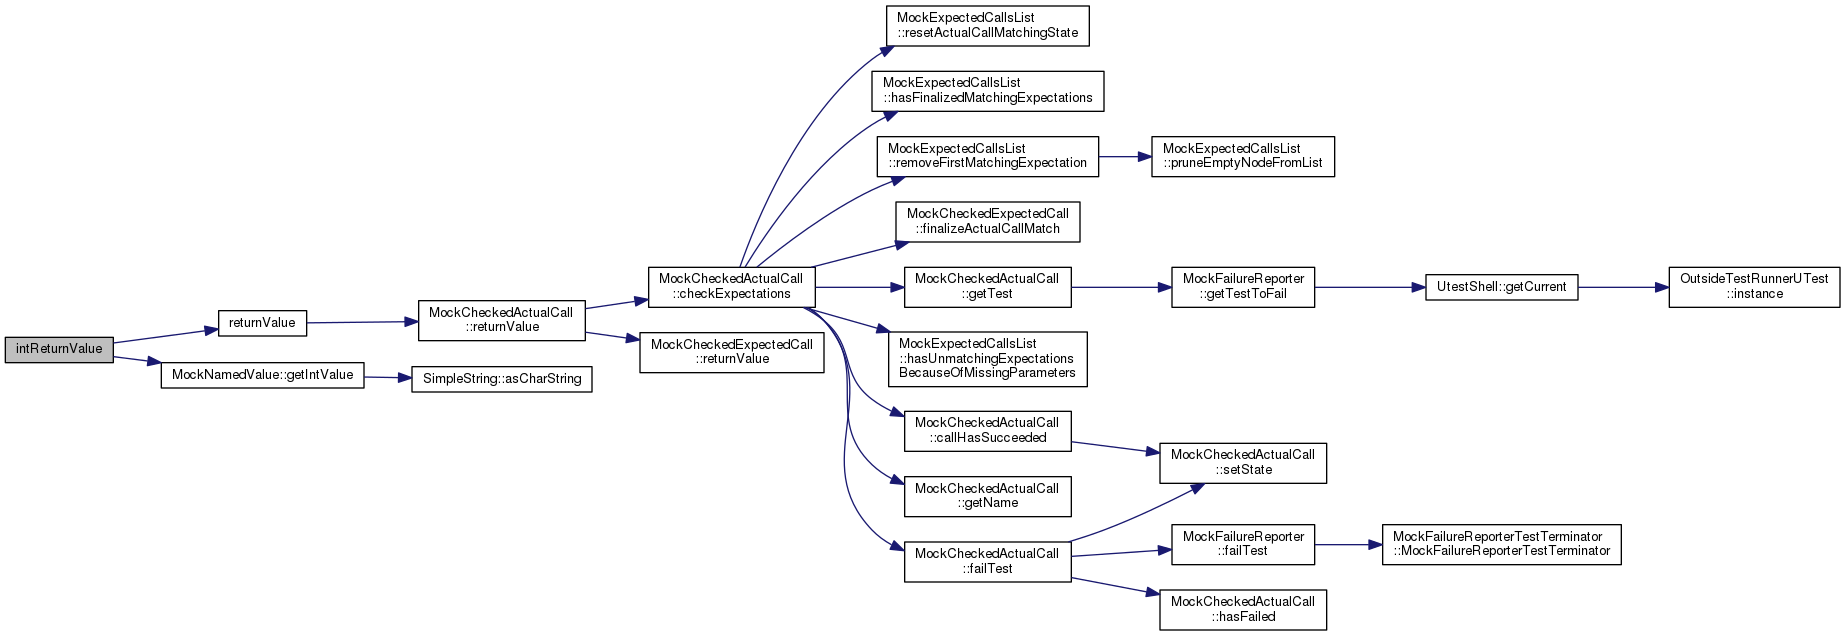 MockExpectedCallsList
::resetActualCallMatchingState
MockExpectedCallsList
::hasFinalizedMatchingExpectations
MockExpectedCallsList
::removeFirstMatchingExpectation
MockExpectedCallsList
::pruneEmptyNodeFromList
MockCheckedExpectedCall
::finalizeActualCallMatch
MockCheckedActualCall
::checkExpectations
MockCheckedActualCall
::getTest
MockFailureReporter
::getTestToFail
UtestShell::getCurrent
OutsideTestRunnerUTest
::instance
intReturnValue
returnValue
MockCheckedActualCall
::returnValue
MockCheckedExpectedCall
::returnValue
MockNamedValue::getIntValue
SimpleString::asCharString
MockExpectedCallsList
::hasUnmatchingExpectations
BecauseOfMissingParameters
MockCheckedActualCall
::callHasSucceeded
MockCheckedActualCall
::setState
MockCheckedActualCall
::getName
MockCheckedActualCall
::failTest
MockFailureReporter
::failTest
MockFailureReporterTestTerminator
::MockFailureReporterTestTerminator
MockCheckedActualCall
::hasFailed